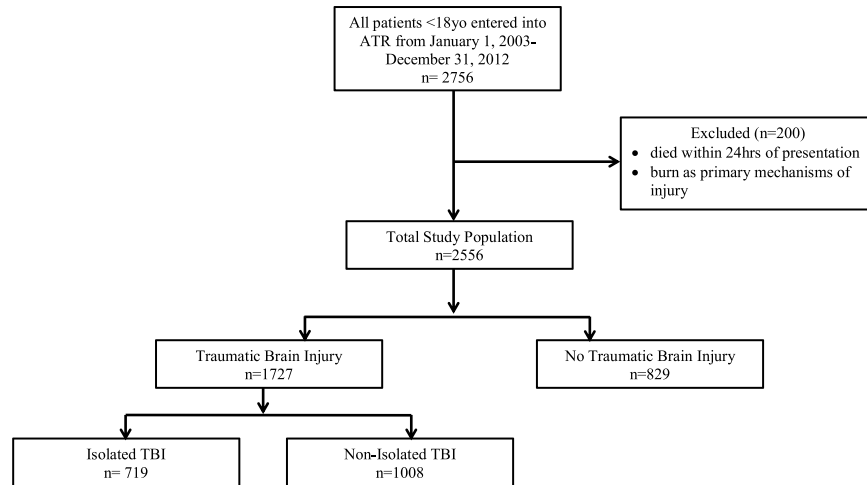 All patients <18yo entered into
ATR from January 1, 2003-
December 31, 2012
n= 2756
Excluded (n=200)
• died within 24hrs of presentation
• burn as primary mechanisms of
injury
Total Study Population
n=2556
Traumatic Brain Injury
n=1727
No Traumatic Brain Injury
n=829
Isolated TBI
n= 719
Non-Isolated TBI
n=1008